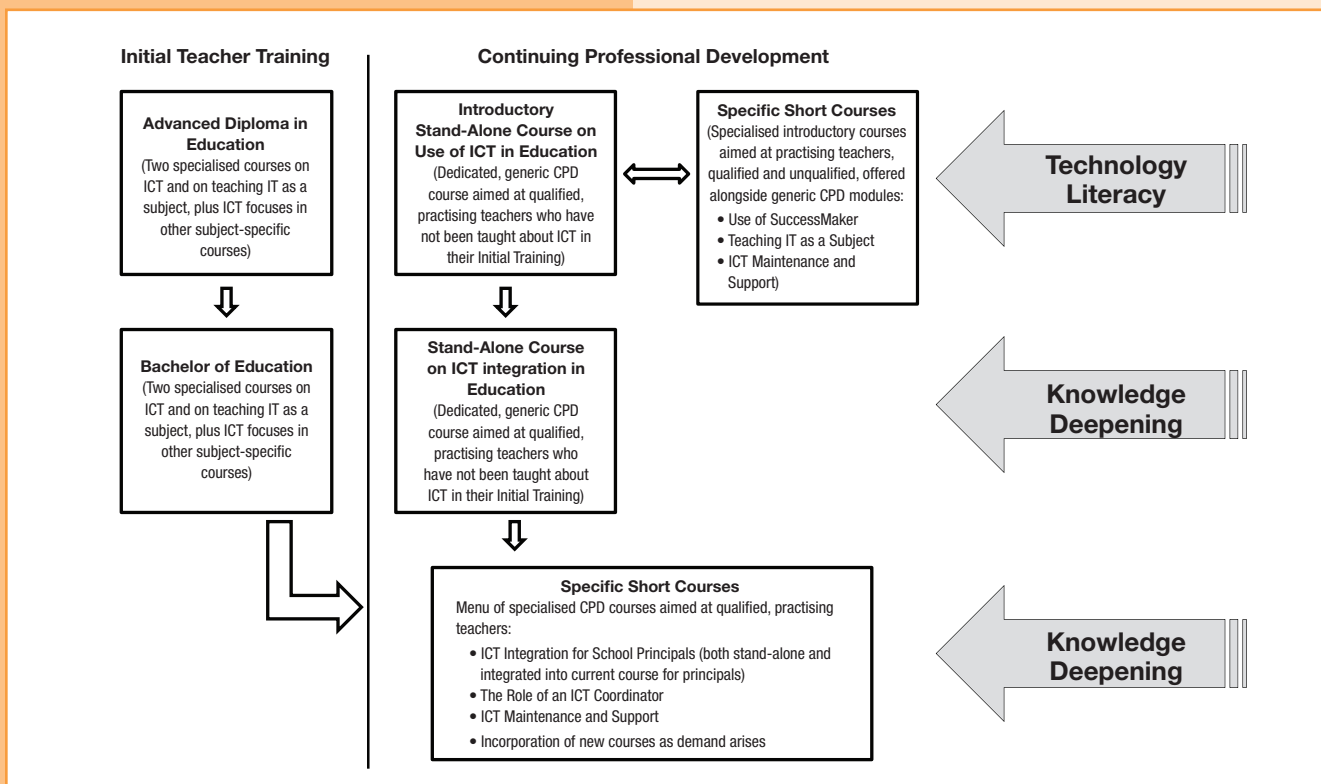 Initial Teacher Training
Continuing Professional Development
Advanced Diploma in
Education
(Two specialised courses on
ICT and on teaching IT as a
subject, plus ICT focuses in
other subject-specific
courses)
Introductory
Stand-Alone Course on
Use of ICT in Education
(Dedicated, generic CPD
course aimed at qualified,
practising teachers who have
not been taught about ICT in
their Initial Training)
Specific Short Courses
(Specialised introductory courses
aimed at practising teachers,
qualified and unqualified, offered
alongside generic CPD modules:
• Use of SuccessMaker
• Teaching IT as a Subject
• ICT Maintenance and
Support)
Technology
Literacy
Bachelor of Education
(Two specialised courses on
ICT and on teaching IT as a
subject, plus ICT focuses in
other subject-specific
courses)
Stand-Alone Course
on ICT integration in
Education
(Dedicated, generic CPD
course aimed at qualified,
practising teachers who
have not been taught about
ICT in their Initial Training)
Knowledge
Deepening
Specific Short Courses
Menu of specialised CPD courses aimed at qualified, practising
teachers:
• ICT Integration for School Principals (both stand-alone and
integrated into current course for principals)
• The Role of an ICT Coordinator
• ICT Maintenance and Support
• Incorporation of new courses as demand arises
Knowledge
Deepening